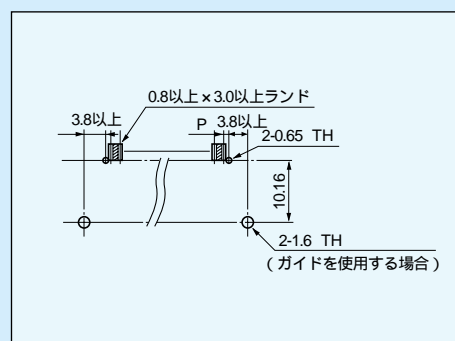 0.8以上×3.0以上ランド
3.8以上
P
3.8以上
2-0.65 TH
10.16
2-1.6 TH
(ガイドを使用する場合)